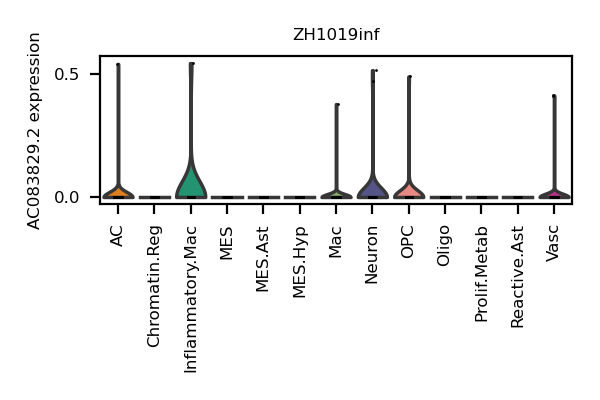 ZH1019inf
AC083829.2 expression
0.5
0.0
AC
Chromatin.Reg
Inflammatory.Mac
MES
MES.Ast
MES.Hyp
Mac
Neuron
OPC
Oligo
Prolif.Metab
Reactive.Ast
Vasc